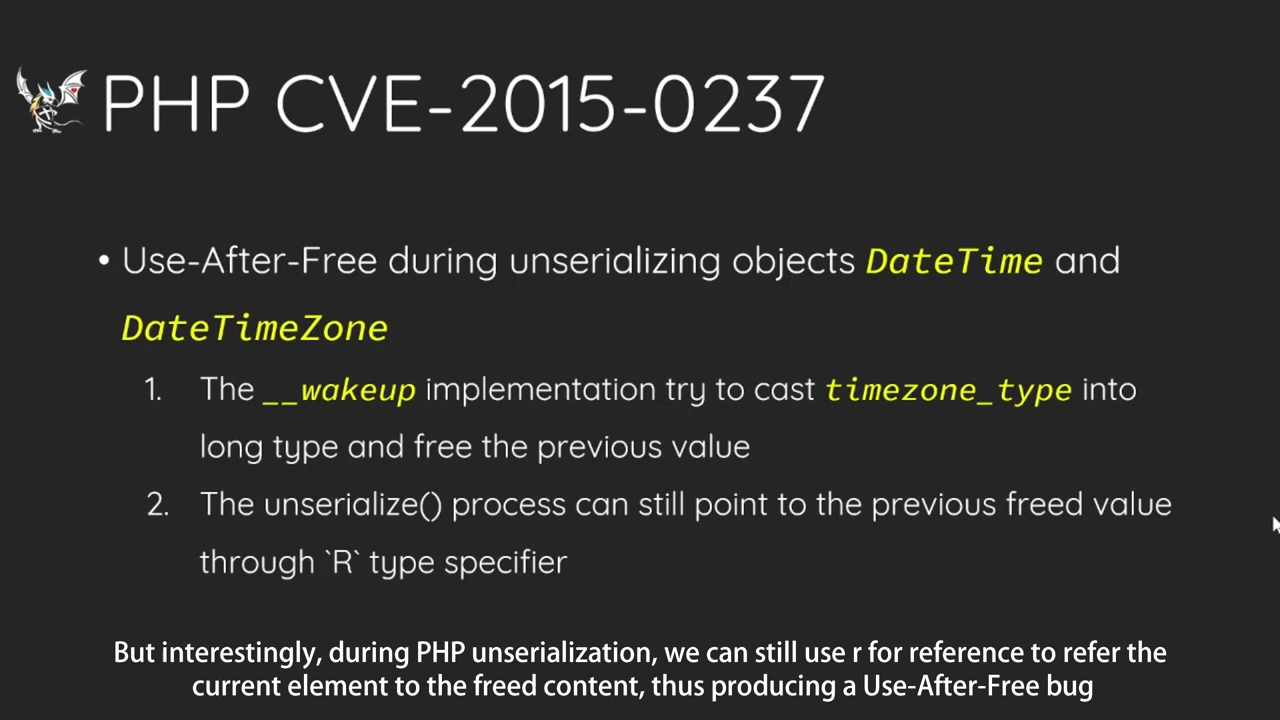 PHP CVE-2015-0237
• Use-After-Free during unserializing objects DateTime and
DateTimeZone
1. The __wakeup implementation try to cast timezone_type into
long type and free the previous value
2. The unserialize() process can still point to the previous freed value
through `R` type specifier
But interestingly, during PHP unserialization, we can still use r for reference to refer the
current element to the freed content, thus producing a Use-After-Free bug